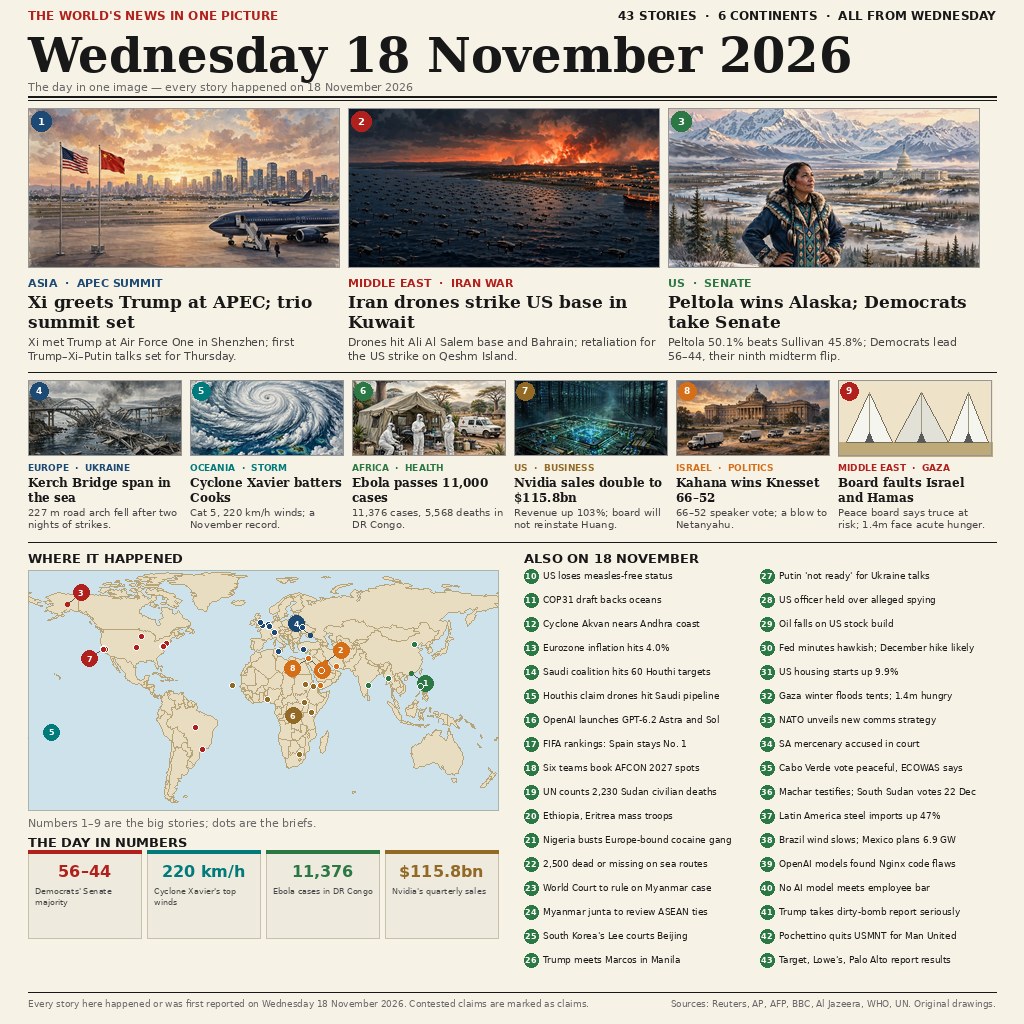 THE WORLD'S NEWS IN ONE PICTURE
43 STORIES · 6 CONTINENTS · ALL FROM WEDNESDAY
Wednesday 18 November 2026
The day in one image — every story happened on 18 November 2026
1
2
3
ASIA · APEC SUMMIT
Xi greets Trump at APEC; trio
summit set
Xi met Trump at Air Force One in Shenzhen; first
Trump–Xi–Putin talks set for Thursday.
MIDDLE EAST · IRAN WAR
Iran drones strike US base in
Kuwait
Drones hit Ali Al Salem base and Bahrain; retaliation for
the US strike on Qeshm Island.
US · SENATE
Peltola wins Alaska; Democrats
take Senate
Peltola 50.1% beats Sullivan 45.8%; Democrats lead
56–44, their ninth midterm flip.
4
5
6
7
8
9
EUROPE · UKRAINE
Kerch Bridge span in
the sea
227 m road arch fell after two
nights of strikes.
OCEANIA · STORM
Cyclone Xavier batters
Cooks
Cat 5, 220 km/h winds; a
November record.
AFRICA · HEALTH
Ebola passes 11,000
cases
11,376 cases, 5,568 deaths in
DR Congo.
US · BUSINESS
Nvidia sales double to
$115.8bn
Revenue up 103%; board will
not reinstate Huang.
ISRAEL · POLITICS
Kahana wins Knesset
66–52
66–52 speaker vote; a blow to
Netanyahu.
MIDDLE EAST · GAZA
Board faults Israel
and Hamas
Peace board says truce at
risk; 1.4m face acute hunger.
WHERE IT HAPPENED
3
4
2
7
8
1
6
5
Numbers 1–9 are the big stories; dots are the briefs.
THE DAY IN NUMBERS
56–44
Democrats' Senate
majority
220 km/h
Cyclone Xavier's top
winds
11,376
Ebola cases in DR Congo
$115.8bn
Nvidia's quarterly sales
ALSO ON 18 NOVEMBER
10 US loses measles-free status
11 COP31 draft backs oceans
12 Cyclone Akvan nears Andhra coast
13 Eurozone inflation hits 4.0%
14 Saudi coalition hits 60 Houthi targets
15 Houthis claim drones hit Saudi pipeline
16 OpenAI launches GPT-6.2 Astra and Sol
17 FIFA rankings: Spain stays No. 1
18 Six teams book AFCON 2027 spots
19 UN counts 2,230 Sudan civilian deaths
20 Ethiopia, Eritrea mass troops
21 Nigeria busts Europe-bound cocaine gang
22 2,500 dead or missing on sea routes
23 World Court to rule on Myanmar case
24 Myanmar junta to review ASEAN ties
25 South Korea's Lee courts Beijing
26 Trump meets Marcos in Manila
27 Putin 'not ready' for Ukraine talks
28 US officer held over alleged spying
29 Oil falls on US stock build
30 Fed minutes hawkish; December hike likely
31 US housing starts up 9.9%
32 Gaza winter floods tents; 1.4m hungry
33 NATO unveils new comms strategy
34 SA mercenary accused in court
35 Cabo Verde vote peaceful, ECOWAS says
36 Machar testifies; South Sudan votes 22 Dec
37 Latin America steel imports up 47%
38 Brazil wind slows; Mexico plans 6.9 GW
39 OpenAI models found Nginx code flaws
40 No AI model meets employee bar
41 Trump takes dirty-bomb report seriously
42 Pochettino quits USMNT for Man United
43 Target, Lowe's, Palo Alto report results
Every story here happened or was first reported on Wednesday 18 November 2026. Contested claims are marked as claims.
Sources: Reuters, AP, AFP, BBC, Al Jazeera, WHO, UN. Original drawings.